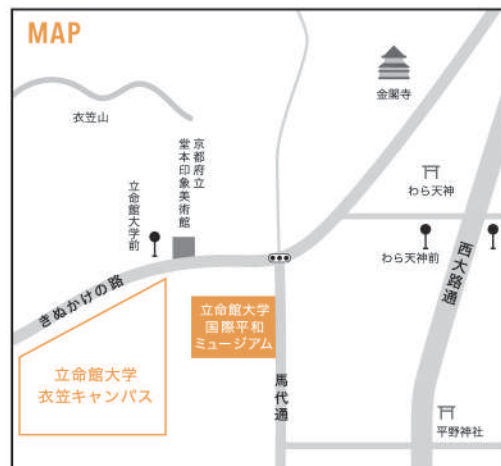 MAP
金閣寺
衣笠山
京都府立
堂本印象美術館
立命館大学前
わら天神
わら天神前
西大路通
きぬかけの路
立命館大学
国際平和
ミュージアム
立命館大学
衣笠キャンパス
馬代通
平野神社